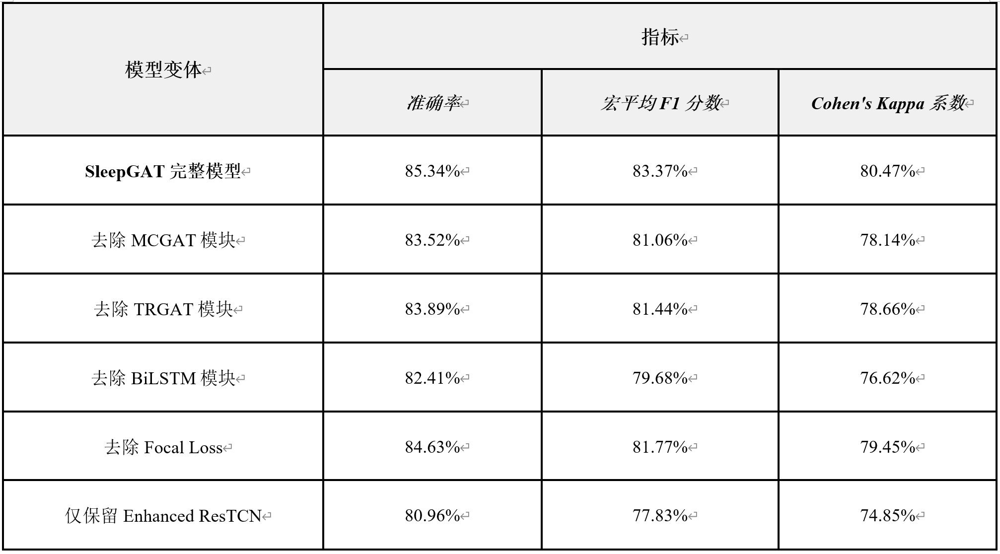 模型变体
指标
准确率 宏平均 F1 分数 Cohen's Kappa 系数
SleepGAT 完整模型 85.34% 83.37% 80.47%
去除 MCGAT 模块 83.52% 81.06% 78.14%
去除 TRGAT 模块 83.89% 81.44% 78.66%
去除 BiLSTM 模块 82.41% 79.68% 76.62%
去除 Focal Loss 84.63% 81.77% 79.45%
仅保留 Enhanced ResTCN 80.96% 77.83% 74.85%